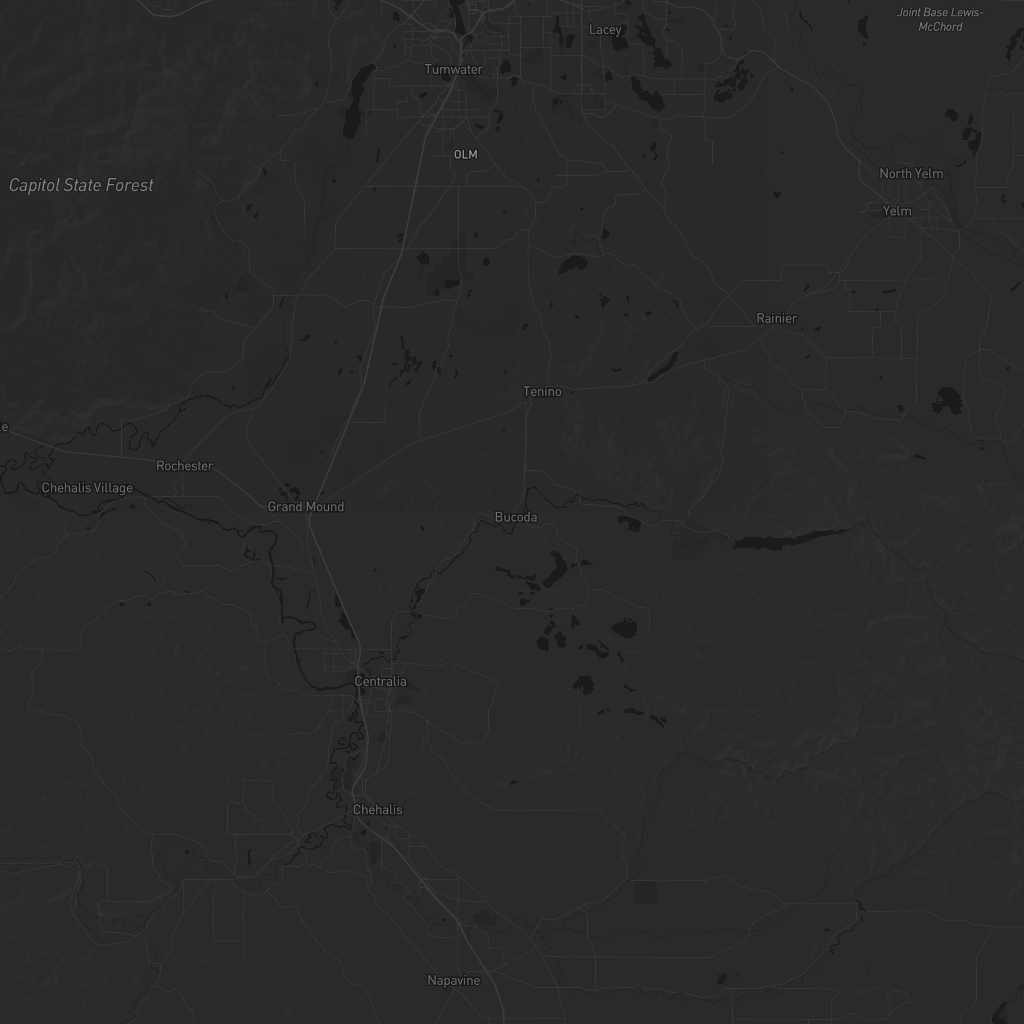 Joint Base Lewis-
McChord
Lacey
Tumwater
OLM
North Yelm
Capitol State Forest
Yelm
Rainier
Tenino
le
Rochester
Chehalis Village
Grand Mound
Bucoda
Centralia
Chehalis
Napavine